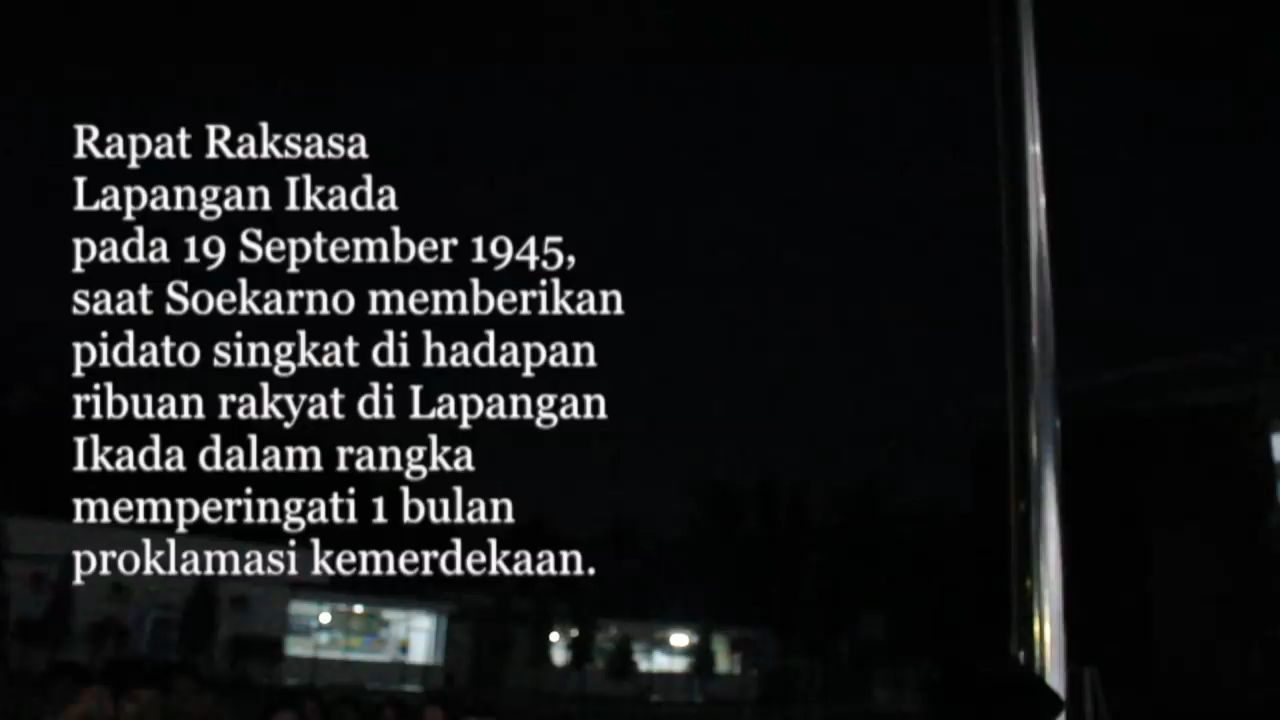 Rapat Raksasa
Lapangan Ikada
pada 19 September 1945,
saat Soekarno memberikan
pidato singkat di hadapan
ribuan rakyat di Lapangan
Ikada dalam rangka
memperingati 1 bulan
proklamasi kemerdekaan.